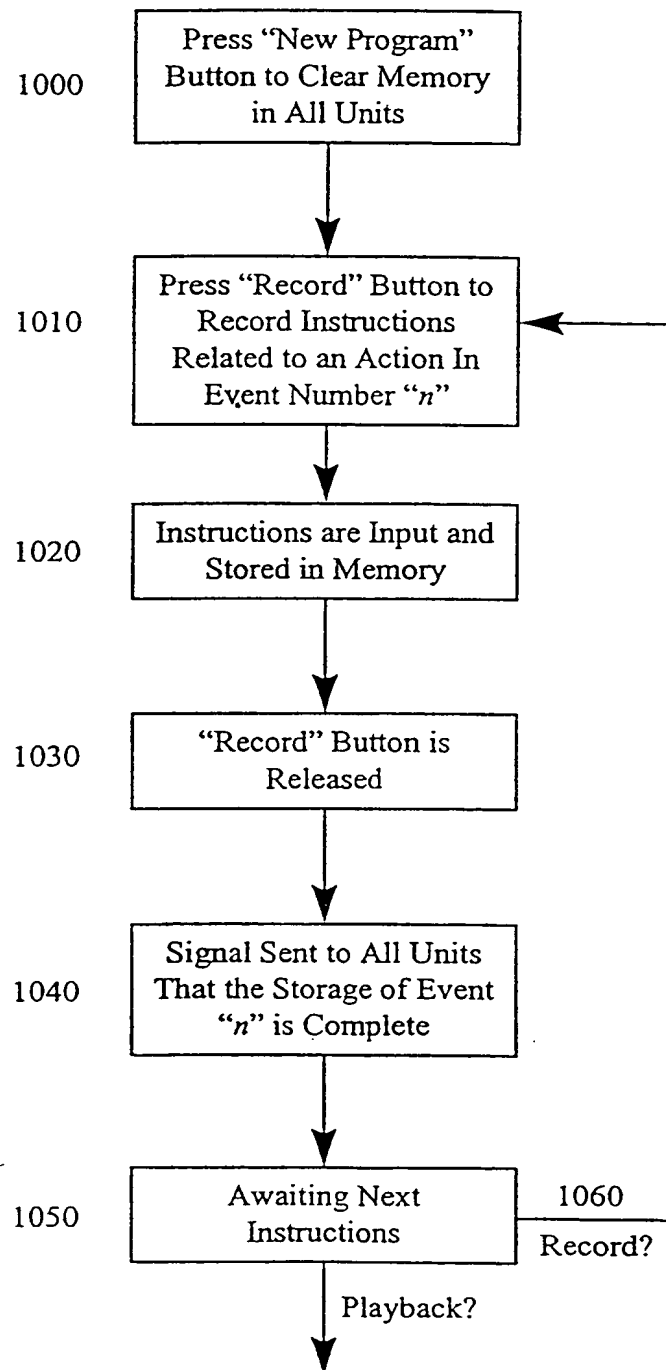 1000
Press “New Program”
Button to Clear Memory
in All Units
1010
Press “Record” Button to
Record Instructions
Related to an Action In
Event Number “n”
1020
Instructions are Input and
Stored in Memory
1030
“Record” Button is
Released
1040
Signal Sent to All Units
That the Storage of Event
“n” is Complete
1050
Awaiting Next
Instructions
1060
Record?
Playback?